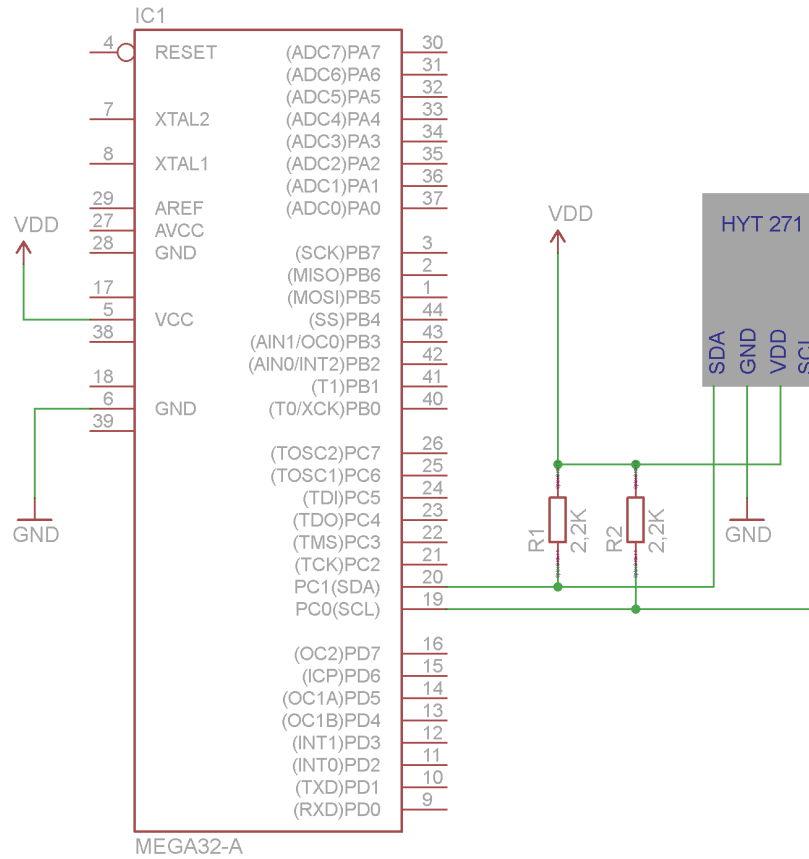 IC1
4 RESET (ADC7)PA7 30
(ADC6)PA6 31
(ADC5)PA5 32
7 XTAL2 (ADC4)PA4 33
(ADC3)PA3 34
8 XTAL1 (ADC2)PA2 35
(ADC1)PA1 36
29 AREF (ADC0)PA0 37
27 AVCC
28 GND (SCK)PB7 3
(MISO)PB6 2
17 (MOSI)PB5 1
5 VCC (SS)PB4 44
38 (AIN1/OC0)PB3 43
(AIN0/INT2)PB2 42
18 (T1)PB1 41
6 GND (T0/XCK)PB0 40
39
(TOSC2)PC7 26
(TOSC1)PC6 25
(TDI)PC5 24
(TDO)PC4 23
(TMS)PC3 22
(TCK)PC2 21
PC1(SDA) 20
PC0(SCL) 19
(OC2)PD7 16
(ICP)PD6 15
(OC1A)PD5 14
(OC1B)PD4 13
(INT1)PD3 12
(INT0)PD2 11
(TXD)PD1 10
(RXD)PD0 9
MEGA32-A
VDD
GND
VDD
R1
2,2K
R2
2,2K
HYT 271
SDA
GND
VDD
SCL
GND